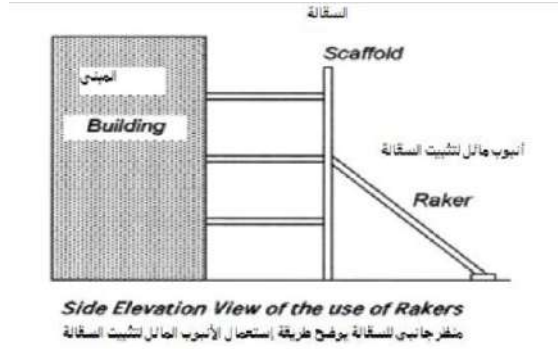 السقالة
Scaffold
المبنى
Building
أنبوب مائل لتثبيت السقالة
Raker
Side Elevation View of the use of Rakers
منظر جانبي للسقالة يوضح طريقة إستعمال الأنبوب المائل لتثبيت السقالة